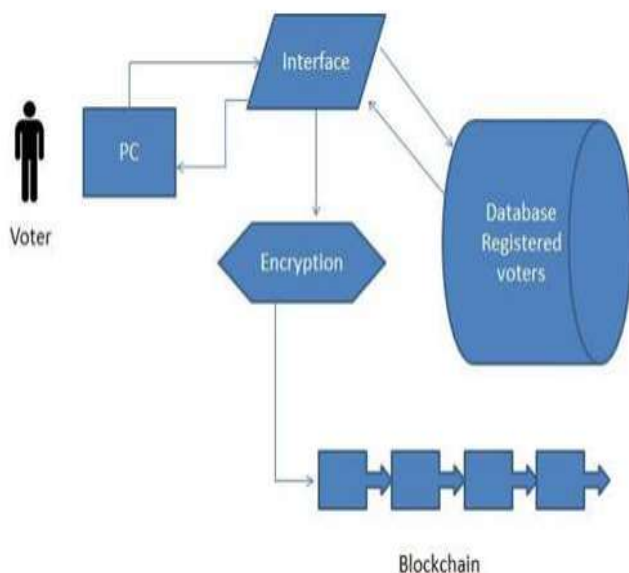 Interface
PC
Voter
Database
Registered
voters
Encryption
Blockchain